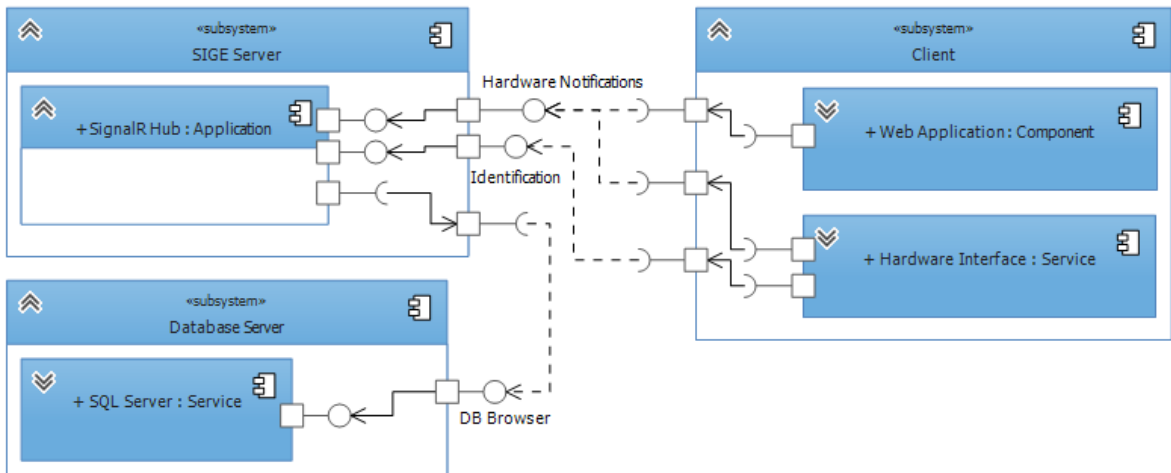 «subsystem»
SIGE Server
+ SignalR Hub : Application
Hardware Notifications
Identification
«subsystem»
Client
+ Web Application : Component
+ Hardware Interface : Service
«subsystem»
Database Server
+ SQL Server : Service
DB Browser